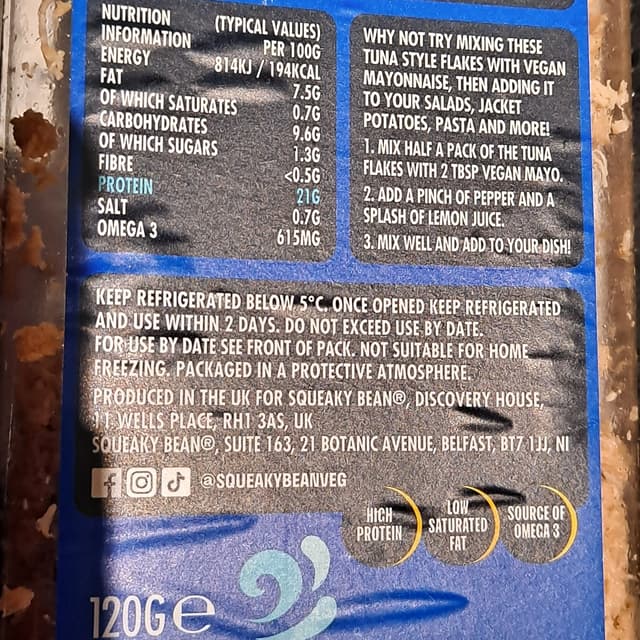 NUTRITION INFORMATION (TYPICAL VALUES) PER 100G
ENERGY 814KJ / 194KCAL
FAT 7.5G
OF WHICH SATURATES 0.7G
CARBOHYDRATES 9.6G
OF WHICH SUGARS 1.3G
FIBRE <0.5G
PROTEIN 21G
SALT 0.7G
OMEGA 3 615MG
WHY NOT TRY MIXING THESE
TUNA STYLE FLAKES WITH VEGAN
MAYONNAISE, THEN ADDING IT
TO YOUR SALADS, JACKET
POTATOES, PASTA AND MORE!
1. MIX HALF A PACK OF THE TUNA
FLAKES WITH 2 TBSP VEGAN MAYO.
2. ADD A PINCH OF PEPPER AND A
SPLASH OF LEMON JUICE.
3. MIX WELL AND ADD TO YOUR DISH!
KEEP REFRIGERATED BELOW 5°C. ONCE OPENED KEEP REFRIGERATED
AND USE WITHIN 2 DAYS. DO NOT EXCEED USE BY DATE.
FOR USE BY DATE SEE FRONT OF PACK. NOT SUITABLE FOR HOME
FREEZING. PACKAGED IN A PROTECTIVE ATMOSPHERE.
PRODUCED IN THE UK FOR SQUEAKY BEAN®, DISCOVERY HOUSE,
11 WELLS PLACE, RH1 3AS, UK
SQUEAKY BEAN®, SUITE 163, 21 BOTANIC AVENUE, BELFAST, BT7 1JJ, NI
@SQUEAKYBEANVEG
HIGH
PROTEIN
LOW
SATURATED
FAT
SOURCE OF
OMEGA 3
120G e